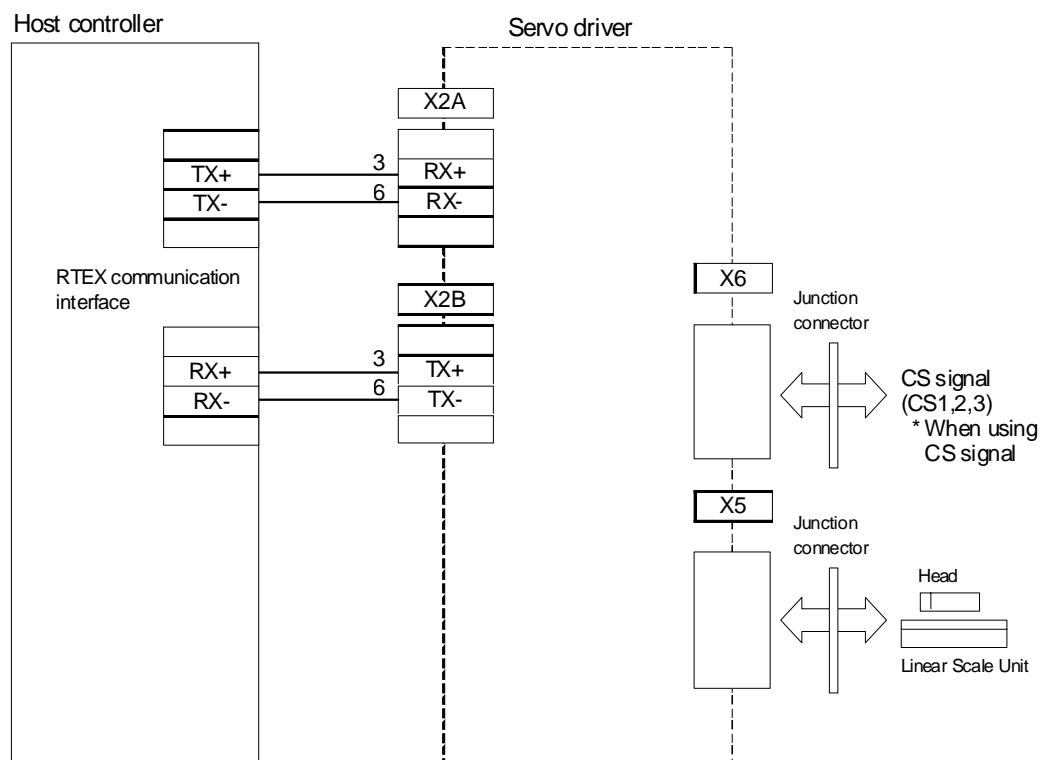 Host controller
Servo driver
X2A
TX+
3
RX+
TX-
6
RX-
RTEX communication
interface
X2B
RX+
3
TX+
RX-
6
TX-
X6
Junction
connector
CS signal
(CS1,2,3)
* When using
CS signal
X5
Junction
connector
Head
Linear Scale Unit